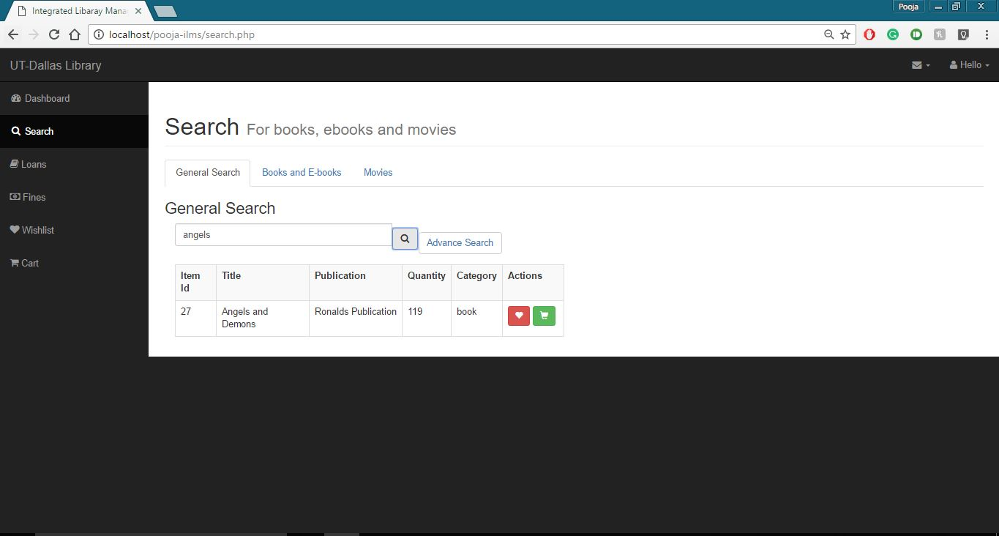 Integrated Libaray Mana
Pooja
localhost/pooja-ilms/search.php
UT-Dallas Library
Hello
Dashboard
Search
Loans
Fines
Wishlist
Cart
Search For books, ebooks and movies
General Search Books and E-books Movies
General Search
angels
Advance Search
Item Id Title Publication Quantity Category Actions
27 Angels and Demons Ronalds Publication 119 book